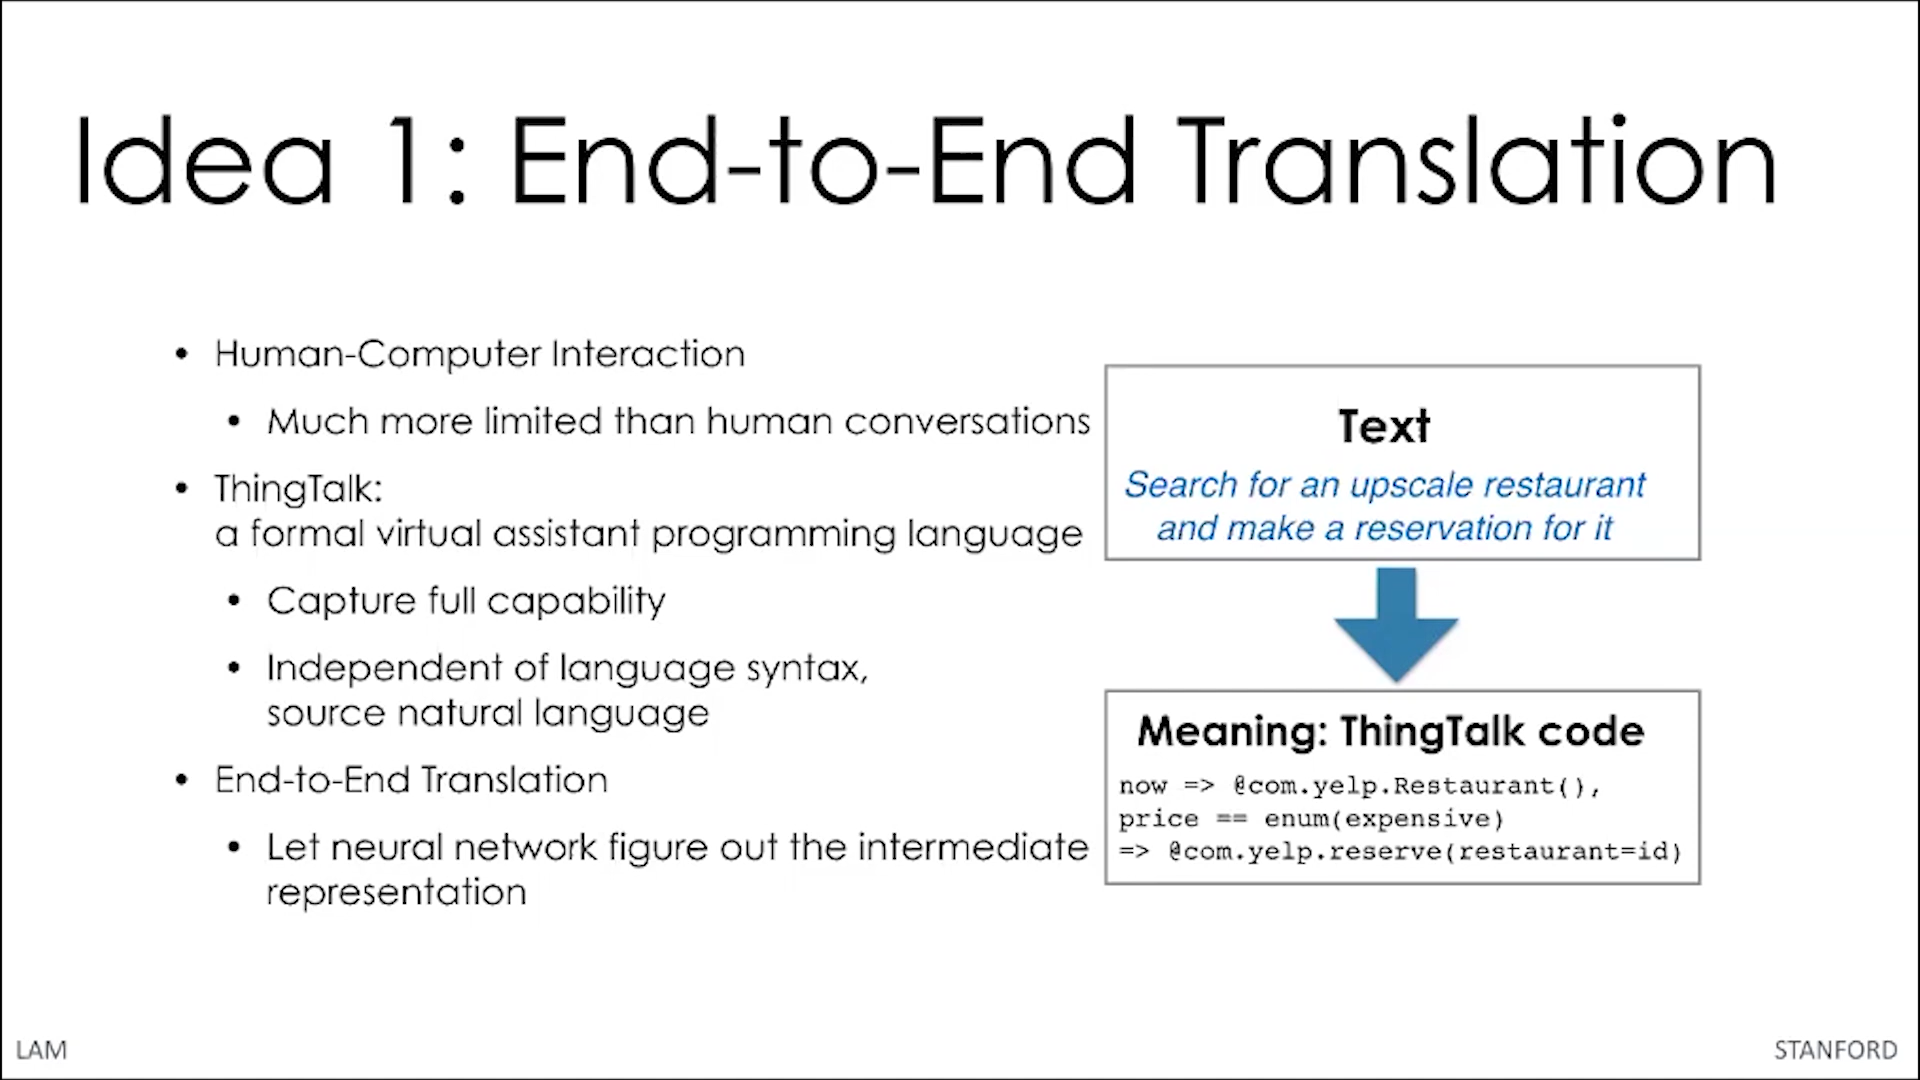 Idea 1: End-to-End Translation
• Human-Computer Interaction
• Much more limited than human conversations
• ThingTalk:
a formal virtual assistant programming language
• Capture full capability
• Independent of language syntax,
source natural language
• End-to-End Translation
• Let neural network figure out the intermediate
representation
Text
Search for an upscale restaurant
and make a reservation for it
Meaning: ThingTalk code
now => @com.yelp.Restaurant(),
price == enum(expensive)
=> @com.yelp.reserve(restaurant=id)
LAM
STANFORD